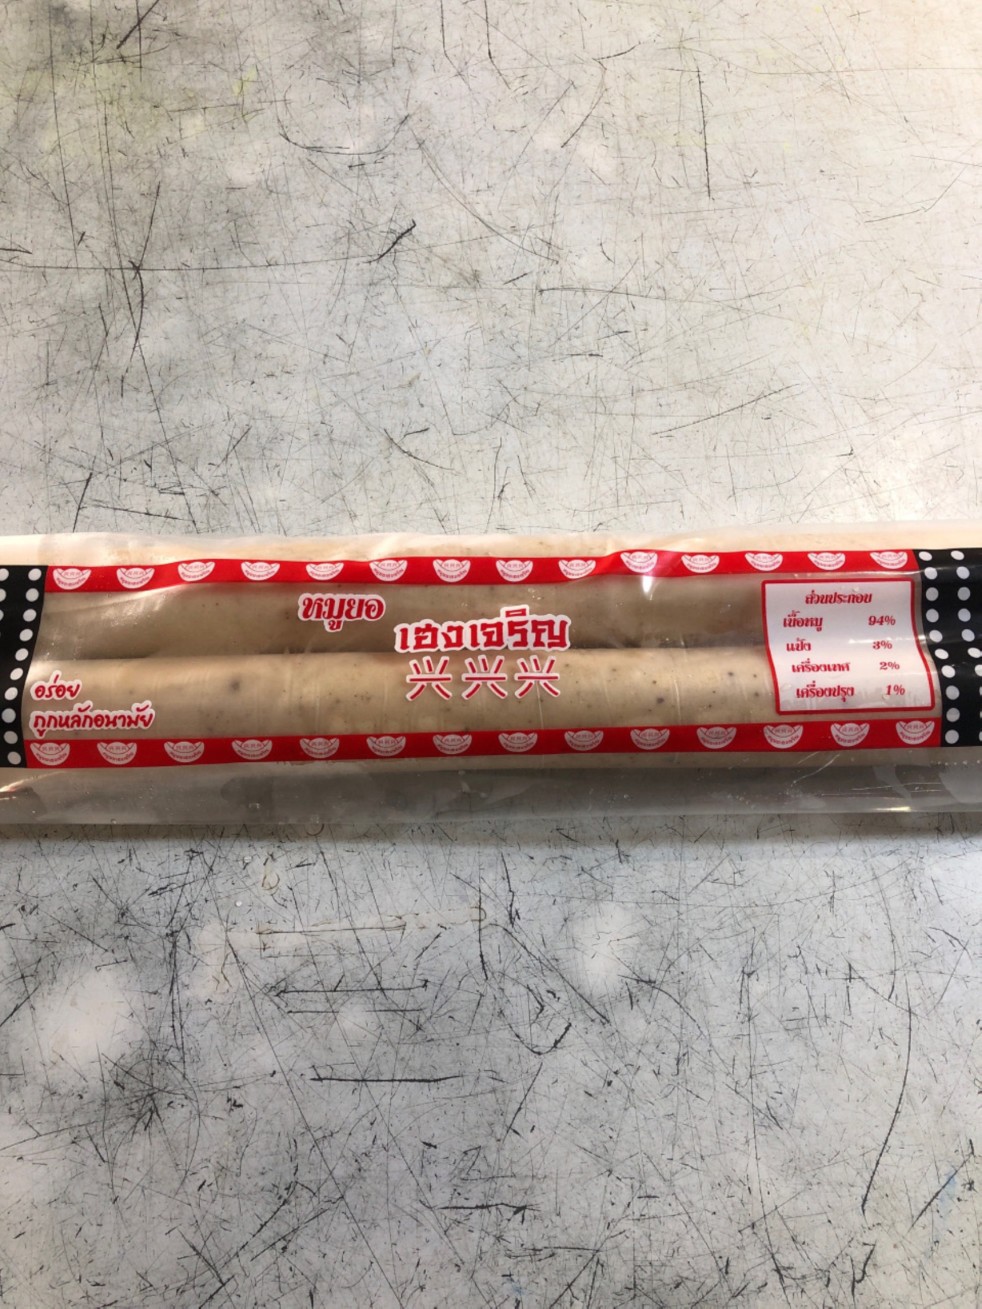 หมูยอ
เฮงเจริญ
兴兴兴
อร่อย
ถูกหลักอนามัย
ส่วนประกอบ
เนื้อหมู 94%
แป้ง 3%
เครื่องเทศ 2%
เครื่องปรุง 1%